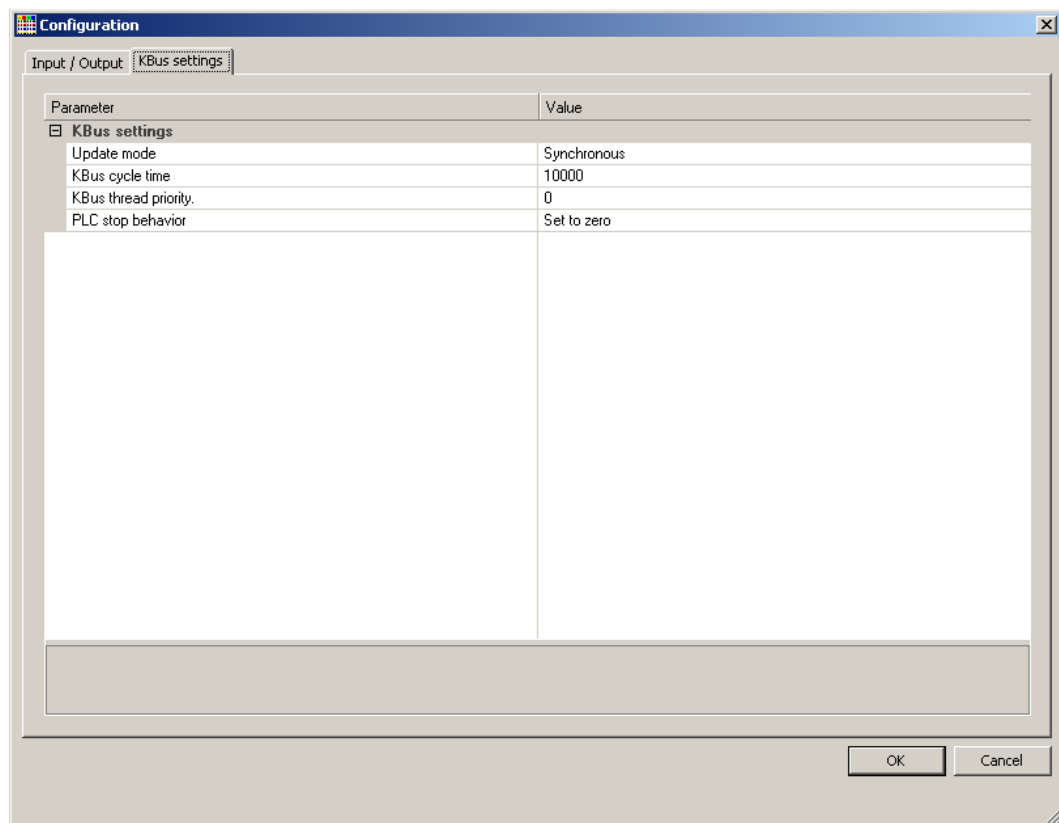 Configuration
Input / Output KBus settings
Parameter Value
KBus settings
Update mode Synchronous
KBus cycle time 10000
KBus thread priority. 0
PLC stop behavior Set to zero
OK Cancel